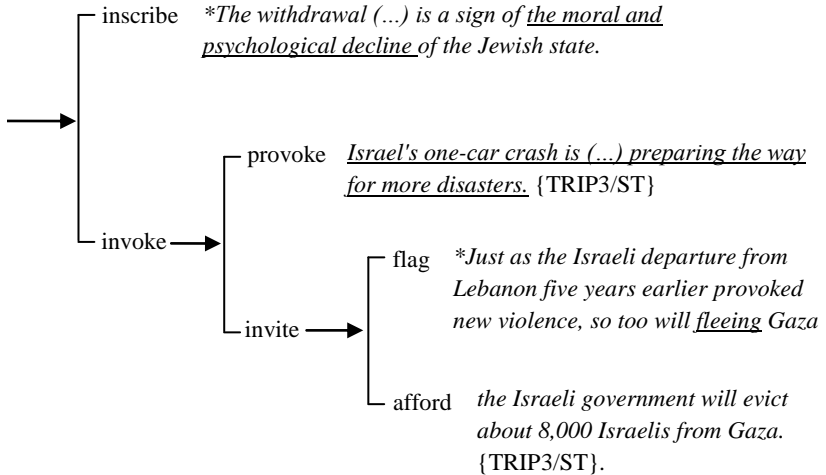 inscribe *The withdrawal (...) is a sign of the moral and
psychological decline of the Jewish state.
provoke Israel's one-car crash is (...) preparing the way
for more disasters. {TRIP3/ST}
invoke
flag *Just as the Israeli departure from
Lebanon five years earlier provoked
new violence, so too will fleeing Gaza
invite
afford the Israeli government will evict
about 8,000 Israelis from Gaza.
{TRIP3/ST}.